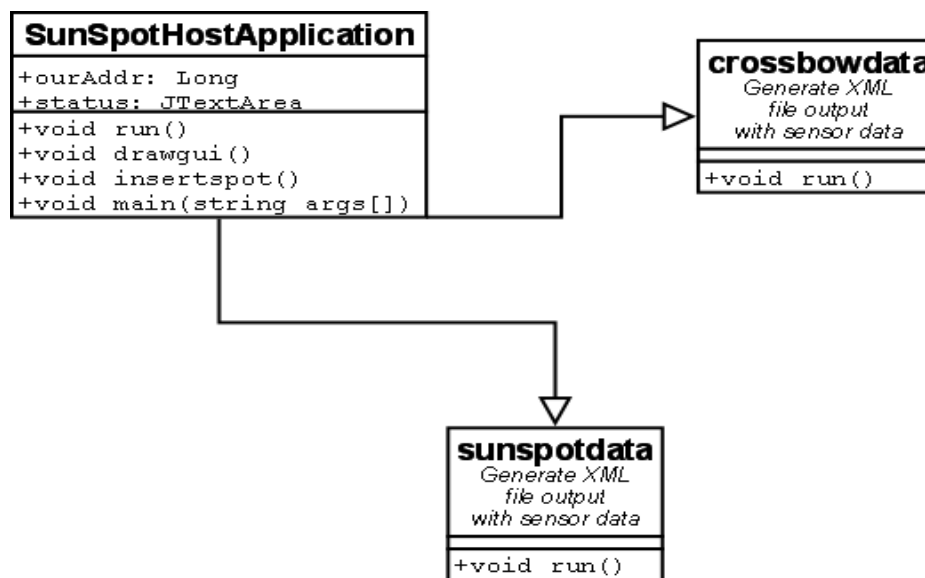 SunSpotHostApplication
+ourAddr: Long
+status: JTextArea
+void run()
+void drawgui()
+void insertspot()
+void main(string args[])
crossbowdata
Generate XML
file output
with sensor data
+void run()
sunspotdata
Generate XML
file output
with sensor data
+void run()